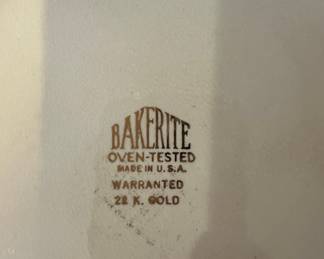 BAKERITE
OVEN-TESTED
MADE IN U.S.A.
WARRANTED
22 K. GOLD